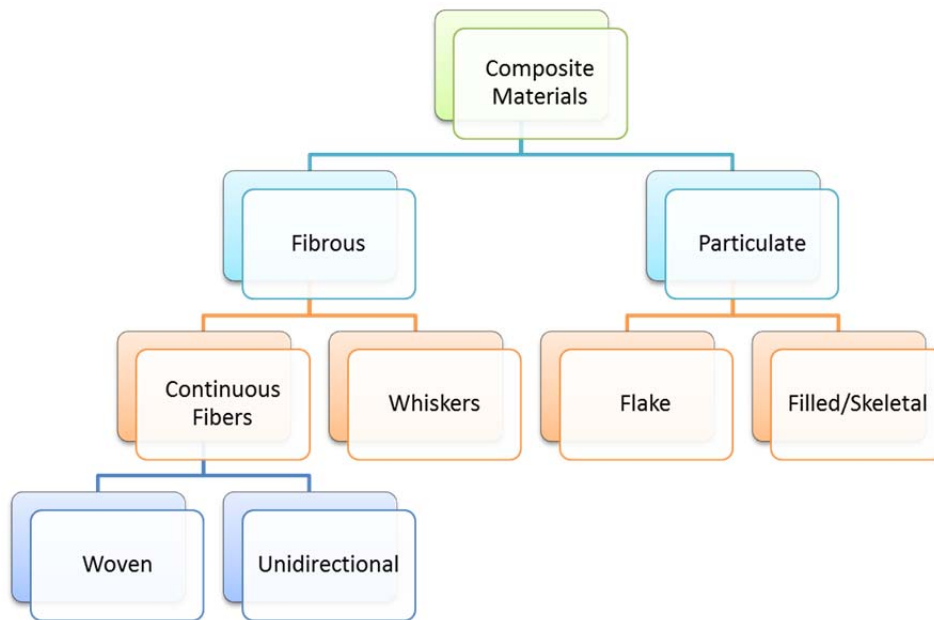 Composite
Materials
Fibrous
Particulate
Continuous
Fibers
Whiskers
Flake
Filled/Skeletal
Woven
Unidirectional